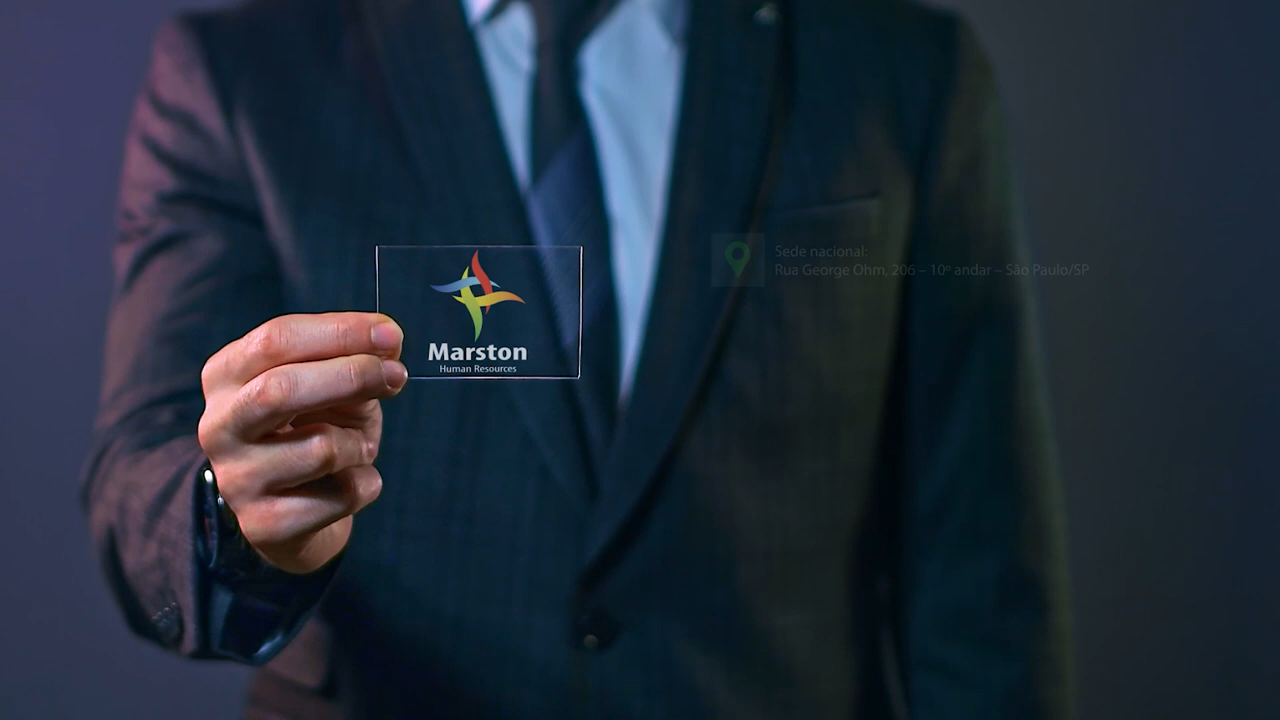 Marston
Human Resources
Sede nacional:
Rua George Ohm, 206 – 10º andar – São Paulo/SP